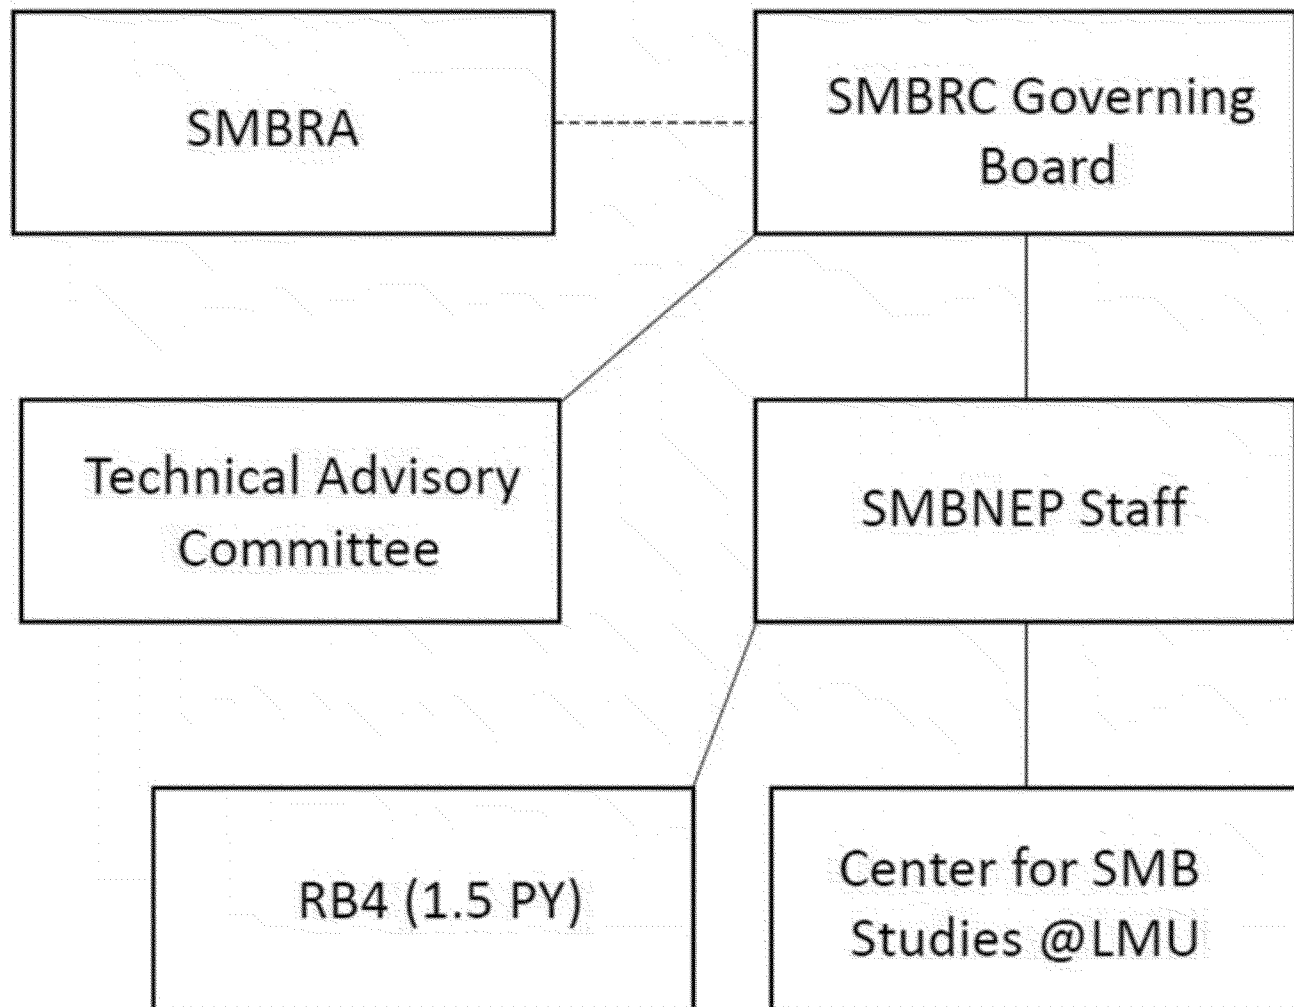 SMBRA
SMBRC Governing
Board
Technical Advisory
Committee
SMBNEP Staff
RB4 (1.5 PY)
Center for SMB
Studies @LMU